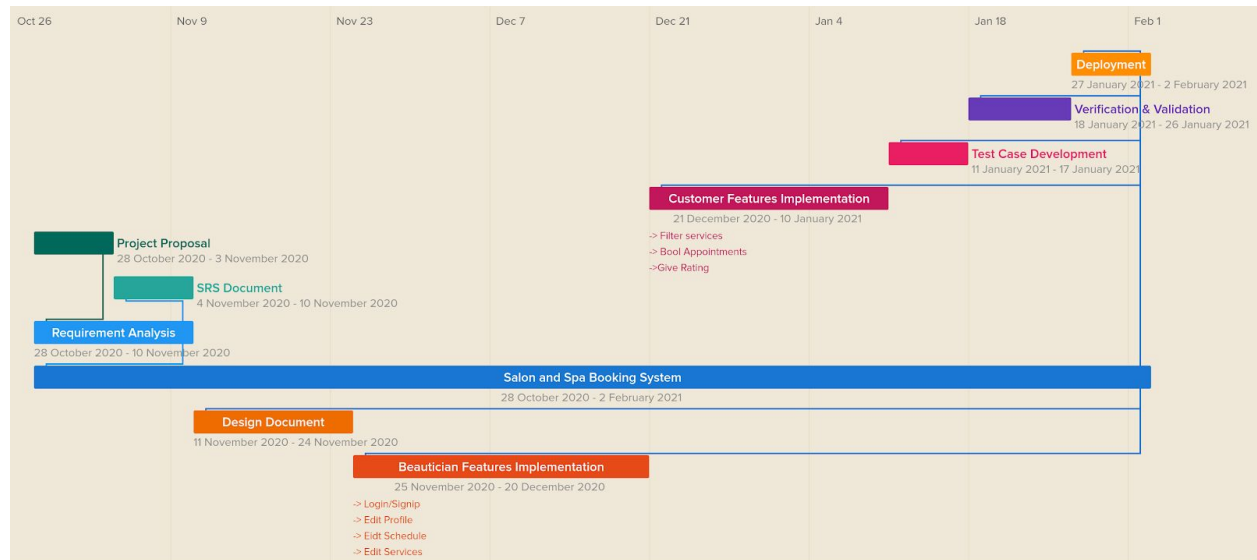 Oct 26 Nov 9 Nov 23 Dec 7 Dec 21 Jan 4 Jan 18 Feb 1
Deployment
27 January 2021 - 2 February 2021
Verification & Validation
18 January 2021 - 26 January 2021
Test Case Development
11 January 2021 - 17 January 2021
Customer Features Implementation
21 December 2020 - 10 January 2021
-> Filter services
-> Bool Appointments
->Give Rating
Project Proposal
28 October 2020 - 3 November 2020
SRS Document
4 November 2020 - 10 November 2020
Requirement Analysis
28 October 2020 - 10 November 2020
Salon and Spa Booking System
28 October 2020 - 2 February 2021
Design Document
11 November 2020 - 24 November 2020
Beautician Features Implementation
25 November 2020 - 20 December 2020
-> Login/Signip
-> Edit Profile
-> Eidt Schedule
-> Edit Services